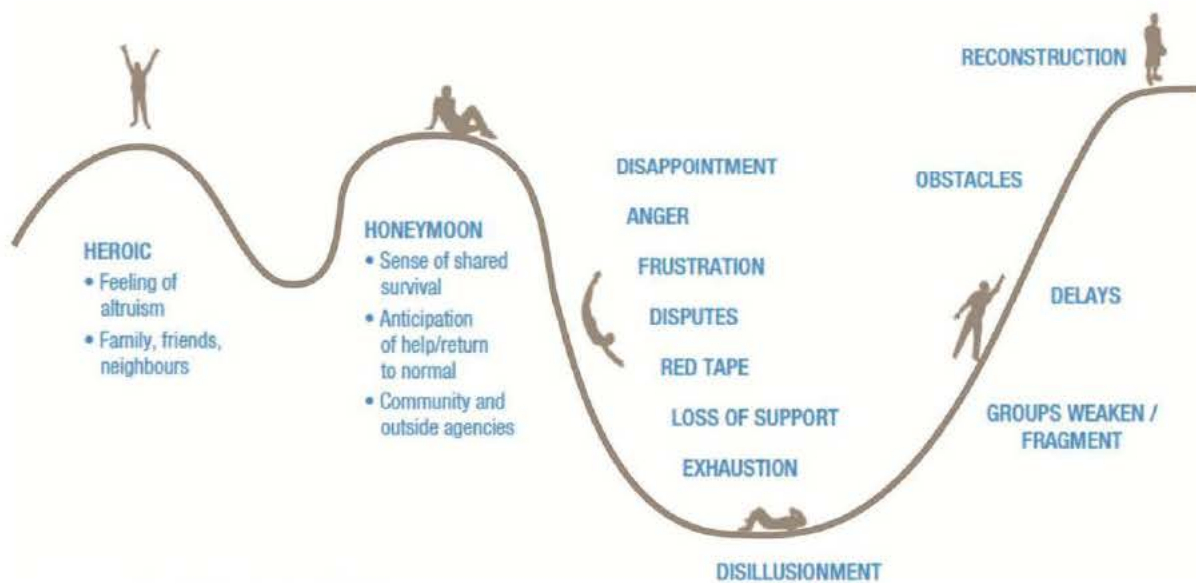 HEROIC
• Feeling of
altruism
• Family, friends,
neighbours
HONEYMOON
• Sense of shared
survival
• Anticipation
of help/return
to normal
• Community and
outside agencies
DISAPPOINTMENT
ANGER
FRUSTRATION
DISPUTES
RED TAPE
LOSS OF SUPPORT
EXHAUSTION
DISILLUSIONMENT
RECONSTRUCTION
OBSTACLES
DELAYS
GROUPS WEAKEN /
FRAGMENT